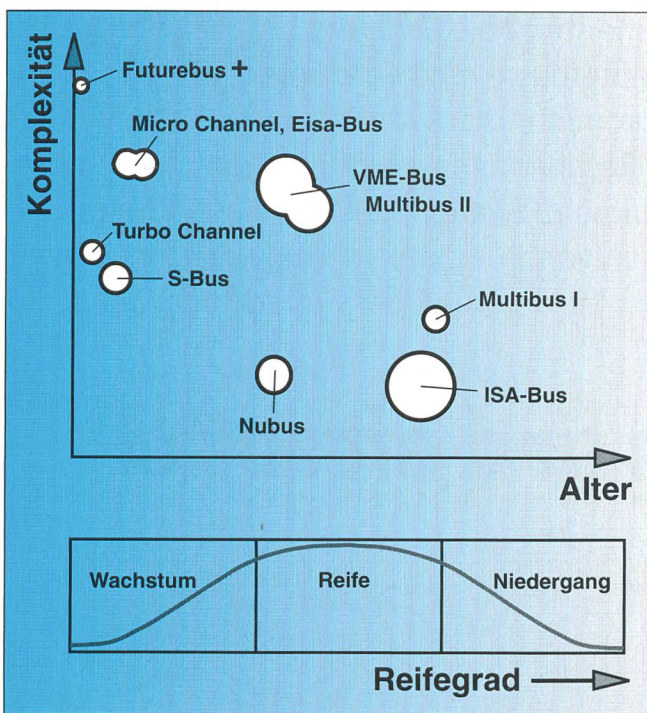 Komplexität
Futurebus +
Micro Channel, Eisa-Bus
VME-Bus
Multibus II
Turbo Channel
S-Bus
Multibus I
Nubus
ISA-Bus
Alter
Wachstum
Reife
Niedergang
Reifegrad